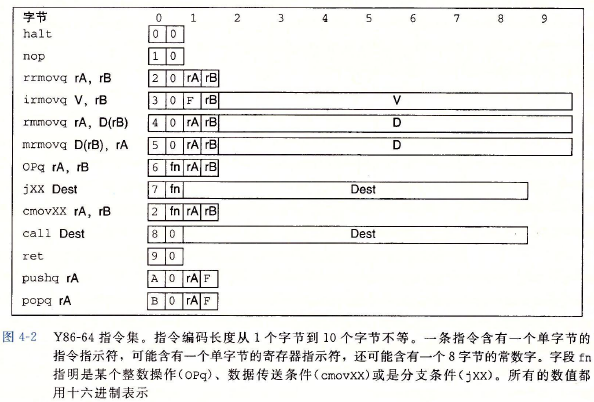 字节 0 1 2 3 4 5 6 7 8 9
halt 0 0
nop 1 0
rrmovq rA, rB 2 0 rA rB
irmovq V, rB 3 0 F rB V
rmmovq rA, D(rB) 4 0 rA rB D
mrmovq D(rB), rA 5 0 rA rB D
OPq rA, rB 6 fn rA rB
jXX Dest 7 fn Dest
cmovXX rA, rB 2 fn rA rB
call Dest 8 0 Dest
ret 9 0
pushq rA A 0 rA F
popq rA B 0 rA F
图 4-2 Y86-64 指令集。指令编码长度从 1 个字节到 10 个字节不等。一条指令含有一个单字节的
指令指示符，可能含有一个单字节的寄存器指示符，还可能含有一个 8 字节的常数字。字段 fn
指明是某个整数操作(OPq)、数据传送条件(cmovXX)或是分支条件(jXX)。所有的数值都
用十六进制表示